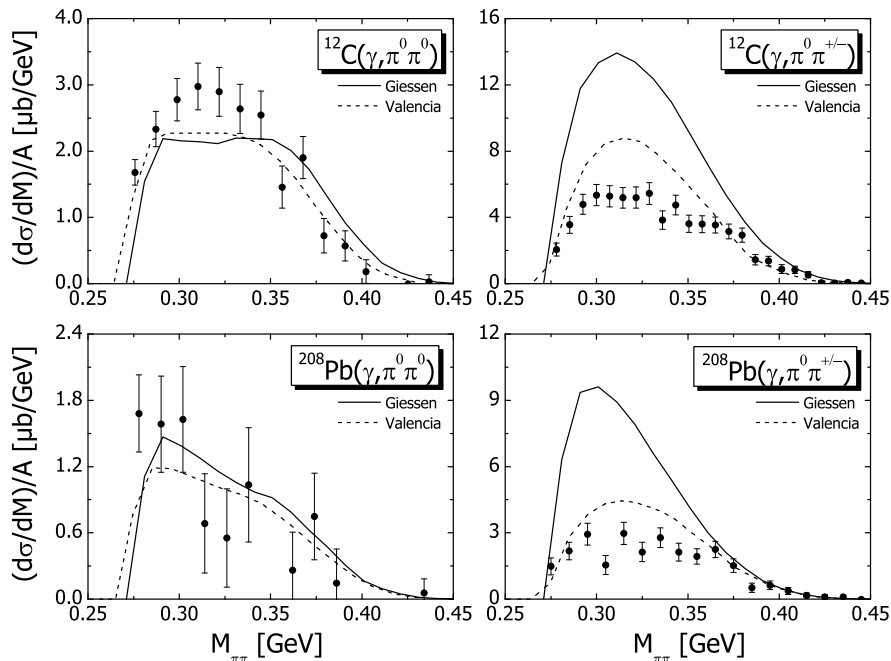 ¹²C(γ,π⁰π⁰)
Giessen
Valencia
(dσ/dM)/A [μb/GeV]
4.0
3.0
2.0
1.0
0.0
0.25 0.30 0.35 0.40 0.45
¹²C(γ,π⁰π⁺/⁻)
Giessen
Valencia
16
12
8
4
0
0.25 0.30 0.35 0.40 0.45
²⁰⁸Pb(γ,π⁰π⁰)
Giessen
Valencia
(dσ/dM)/A [μb/GeV]
2.4
1.8
1.2
0.6
0.0
0.25 0.30 0.35 0.40 0.45
M_ππ [GeV]
²⁰⁸Pb(γ,π⁰π⁺/⁻)
Giessen
Valencia
12
9
6
3
0
0.25 0.30 0.35 0.40 0.45
M_ππ [GeV]